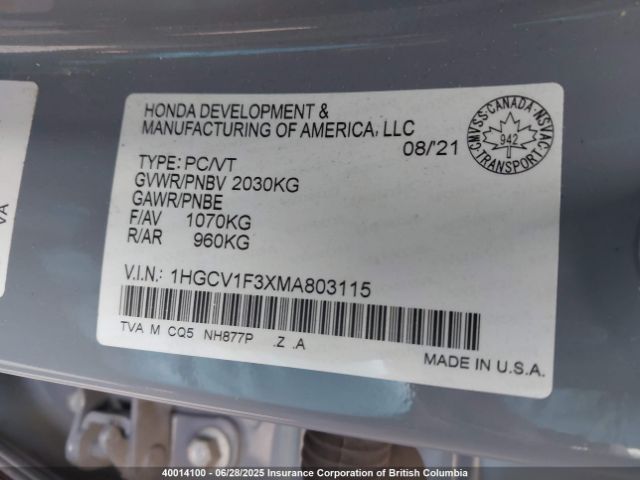 HONDA DEVELOPMENT &
MANUFACTURING OF AMERICA, LLC
08/'21
TYPE: PC/VT
GVWR/PNBV 2030KG
GAWR/PNBE
F/AV 1070KG
R/AR 960KG
V.I.N.: 1HGCV1F3XMA803115
TVA M CQ5 NH877P .Z .A
MADE IN U.S.A.
CMVSS-CANADA-NSVAC
942
TRANSPORT
VA
40014100 - 06/28/2025 Insurance Corporation of British Columbia